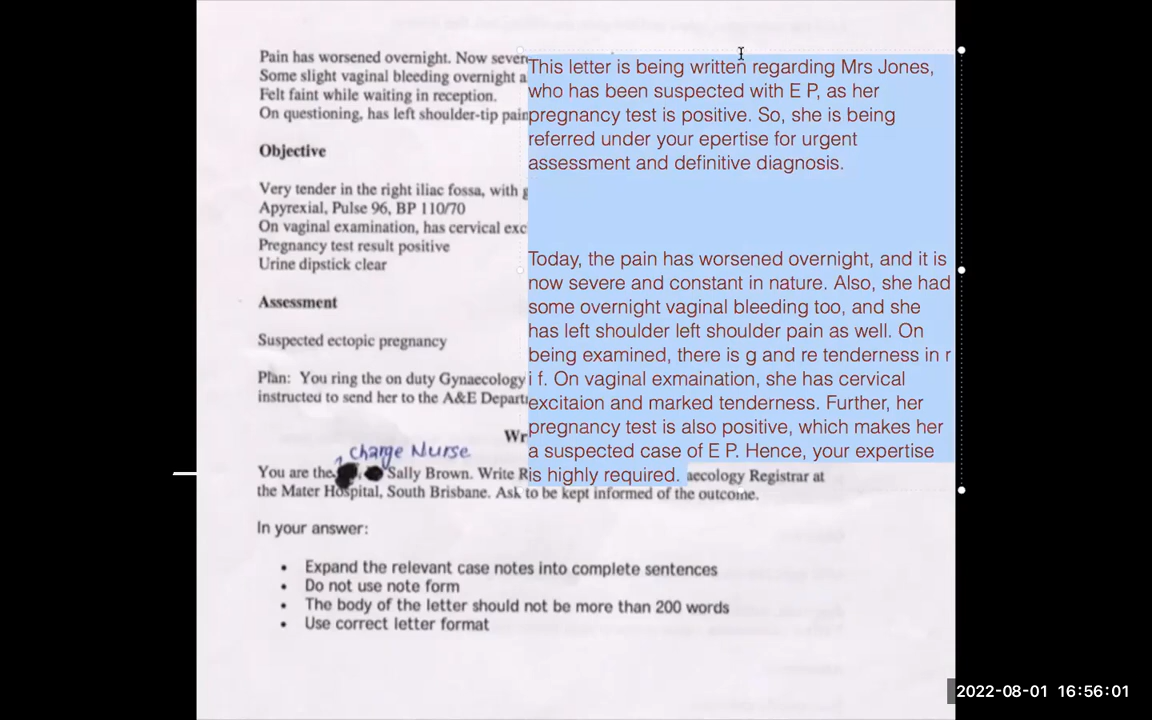 Pain has worsened overnight. Now
Some slight vaginal bleeding overnight
Felt faint while waiting in reception.
On questioning, has left shoulder-tip
Objective
Very tender in the right iliac fossa, with
Apyrexial, Pulse 96, BP 110/70
On vaginal examination, has cervical
Pregnancy test result positive
Urine dipstick clear
Assessment
Suspected ectopic pregnancy
Plan: You ring the on duty Gynaecology
instructed to send her to the A&E
charge Nurse
You are the Sally Brown. Write
aecology Registrar at
the Mater Hospital, South Brisbane. Ask to be kept informed of the outcome.
In your answer:
• Expand the relevant case notes into complete sentences
• Do not use note form
• The body of the letter should not be more than 200 words
• Use correct letter format
This letter is being written regarding Mrs Jones,
who has been suspected with E P, as her
pregnancy test is positive. So, she is being
referred under your epertise for urgent
assessment and definitive diagnosis.
Today, the pain has worsened overnight, and it is
now severe and constant in nature. Also, she had
some overnight vaginal bleeding too, and she
has left shoulder left shoulder pain as well. On
being examined, there is g and re tenderness in r
i f. On vaginal exmaination, she has cervical
excitaion and marked tenderness. Further, her
pregnancy test is also positive, which makes her
a suspected case of E P. Hence, your expertise
is highly required.
2022-08-01 16:56:01